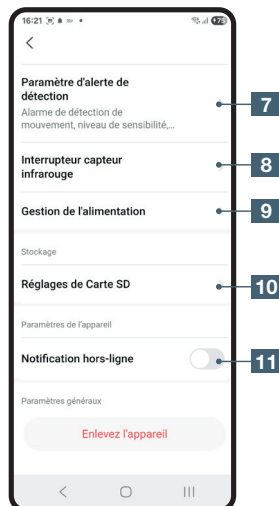 16:21
75
Paramètre d'alerte de
détection
Alarme de détection de
mouvement, niveau de sensibilité,...
7
Interrupteur capteur
infrarouge
8
Gestion de l'alimentation
9
Stockage
Réglages de Carte SD
10
Paramètres de l'appareil
Notification hors-ligne
11
Paramètres généraux
Enlevez l'appareil